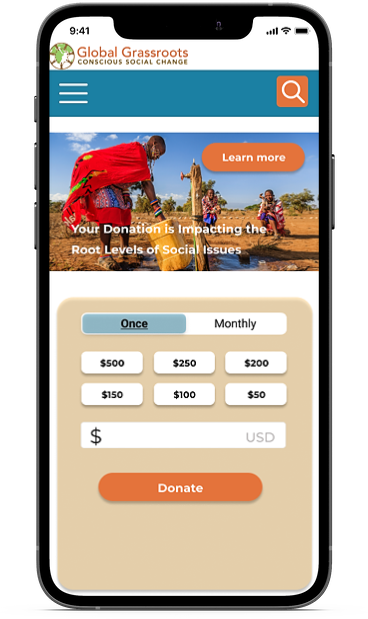 9:41
Global Grassroots
CONSCIOUS SOCIAL CHANGE
Learn more
Your Donation is Impacting the
Root Levels of Social Issues
Once Monthly
$500 $250 $200
$150 $100 $50
$ USD
Donate